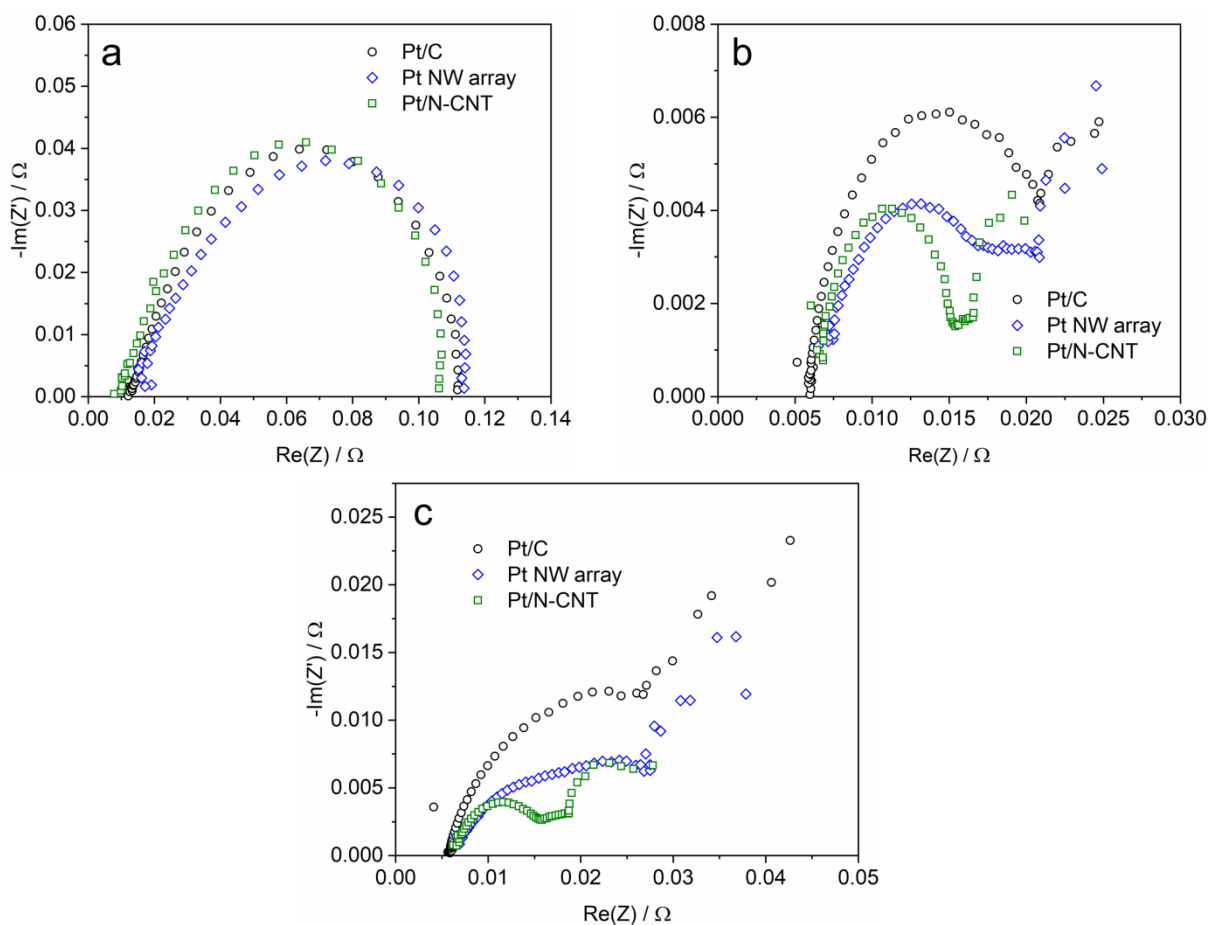 a
Pt/C
Pt NW array
Pt/N-CNT
-Im(Z') / Ω
0.06
0.05
0.04
0.03
0.02
0.01
0.00
0.00 0.02 0.04 0.06 0.08 0.10 0.12 0.14
Re(Z) / Ω
b
-Im(Z') / Ω
0.008
0.006
0.004
0.002
0.000
Pt/C
Pt NW array
Pt/N-CNT
0.000 0.005 0.010 0.015 0.020 0.025 0.030
Re(Z) / Ω
c
Pt/C
Pt NW array
Pt/N-CNT
-Im(Z') / Ω
0.025
0.020
0.015
0.010
0.005
0.000
0.00 0.01 0.02 0.03 0.04 0.05
Re(Z) / Ω